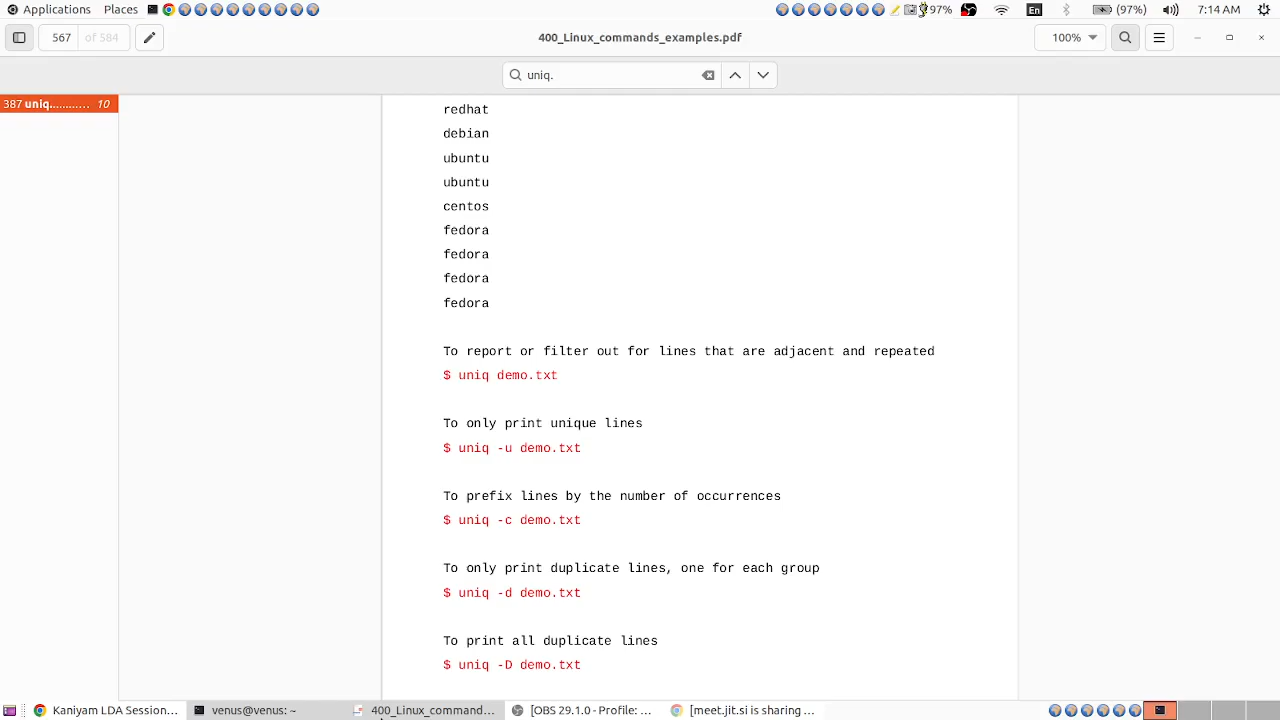 Applications Places 97% En (97%) 7:14 AM
567 of 584 400_Linux_commands_examples.pdf 100%
uniq.
387 uniq............ 10
redhat
debian
ubuntu
ubuntu
centos
fedora
fedora
fedora
fedora
To report or filter out for lines that are adjacent and repeated
$ uniq demo.txt
To only print unique lines
$ uniq -u demo.txt
To prefix lines by the number of occurrences
$ uniq -c demo.txt
To only print duplicate lines, one for each group
$ uniq -d demo.txt
To print all duplicate lines
$ uniq -D demo.txt
Kaniyam LDA Session... venus@venus: ~ 400_Linux_command... [OBS 29.1.0 - Profile: ... [meet.jit.si is sharing ...